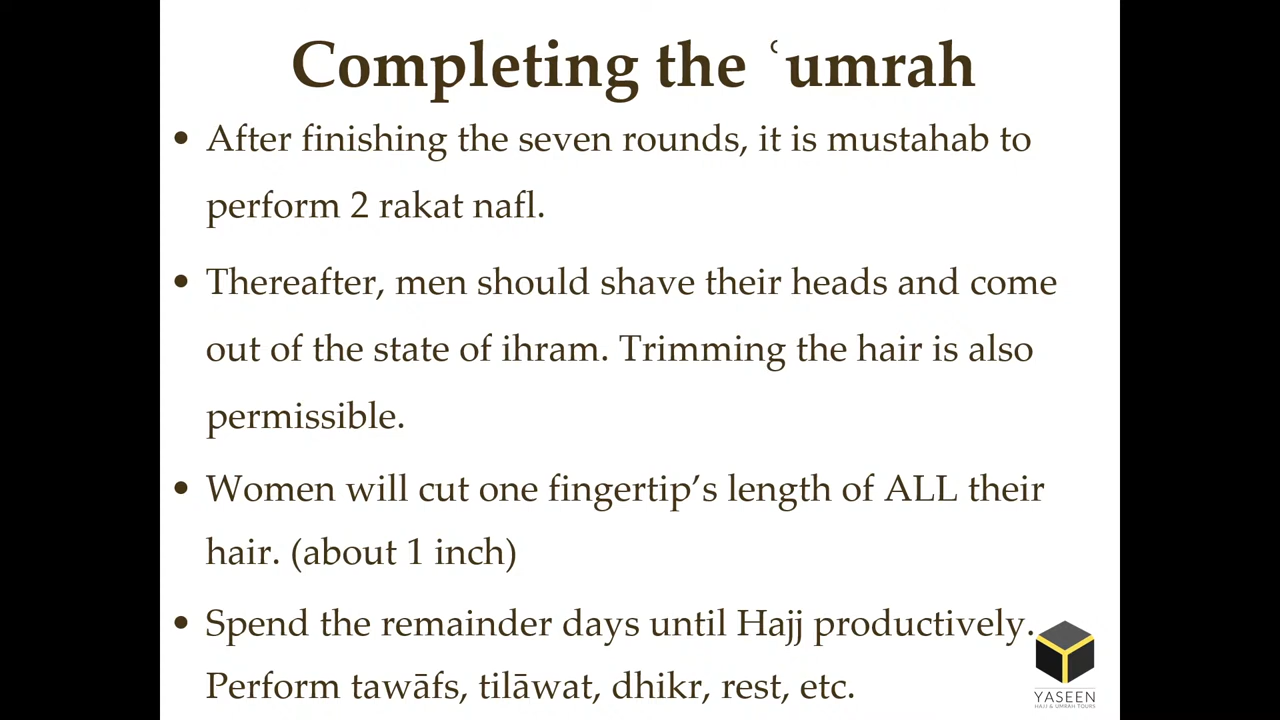 Completing the ʿumrah
• After finishing the seven rounds, it is mustahab to
perform 2 rakat nafl.
• Thereafter, men should shave their heads and come
out of the state of ihram. Trimming the hair is also
permissible.
• Women will cut one fingertip’s length of ALL their
hair. (about 1 inch)
• Spend the remainder days until Hajj productively.
Perform tawāfs, tilāwat, dhikr, rest, etc.
YASEEN
HAJJ & UMRAH TOURS